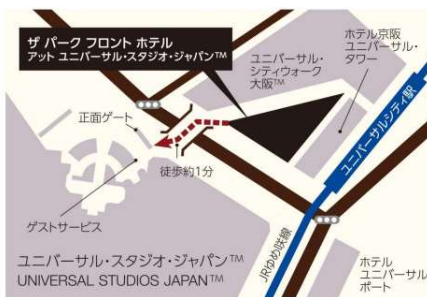 ザ パーク フロント ホテル
アット ユニバーサル・スタジオ・ジャパン™
ユニバーサル・
シティウォーク
大阪™
ホテル京阪
ユニバーサル・
タワー
正面ゲート
徒歩約1分
ゲストサービス
ユニバーサルシティ駅
JRゆめ咲線
ユニバーサル・スタジオ・ジャパン™
UNIVERSAL STUDIOS JAPAN™
ホテル
ユニバーサル
ポート